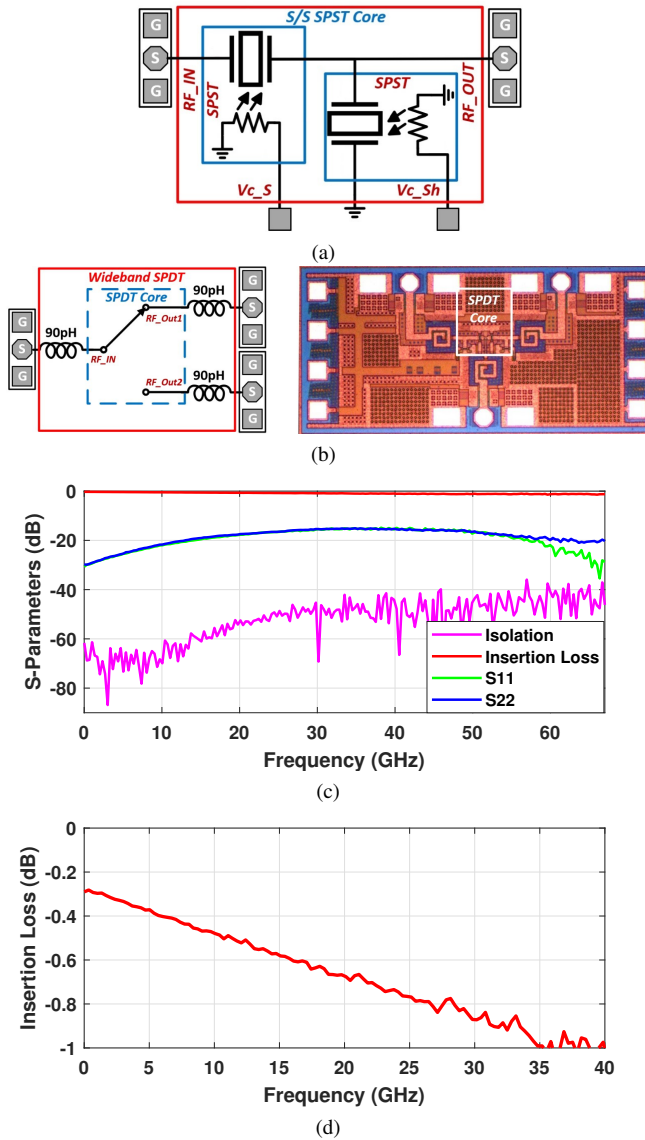 S/S SPST Core
G
S
G
RF_IN
SPST
SPST
RF_OUT
G
S
G
Vc_S
Vc_Sh
(a)
Wideband SPDT
SPDT Core
90pH
G
S
G
90pH
RF_IN
RF_Out1
RF_Out2
90pH
G
S
G
G
S
G
SPDT
Core
(b)
S-Parameters (dB)
0
-20
-40
-60
-80
Isolation
Insertion Loss
S11
S22
0 10 20 30 40 50 60
Frequency (GHz)
(c)
Insertion Loss (dB)
0
-0.2
-0.4
-0.6
-0.8
-1
0 5 10 15 20 25 30 35 40
Frequency (GHz)
(d)